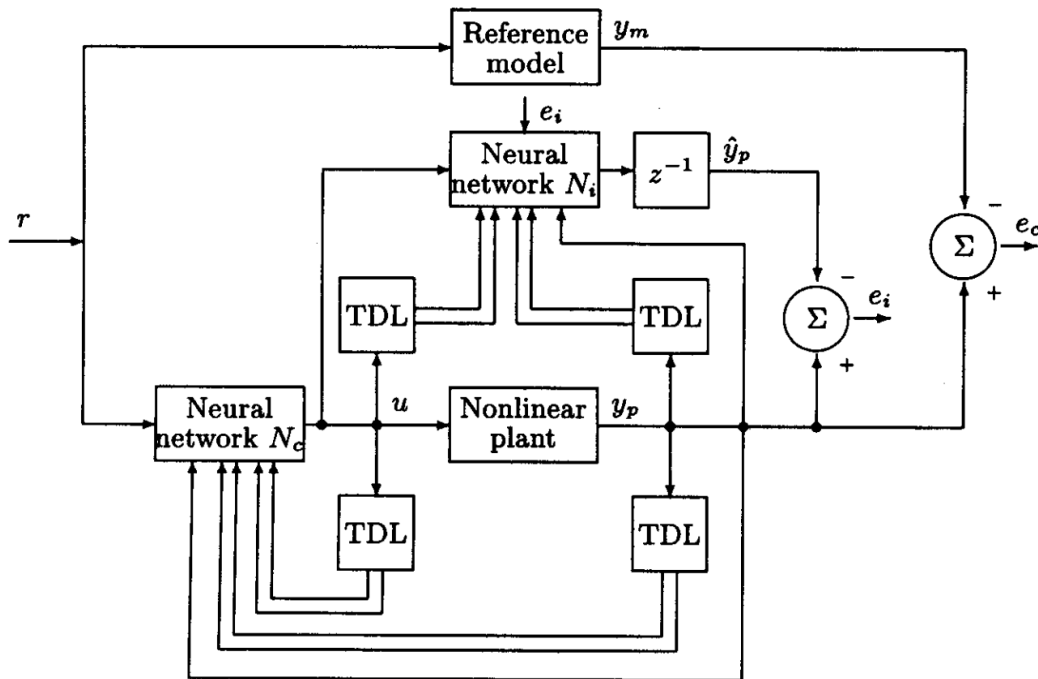 Reference
model
y_m
e_i
Neural
network N_i
z^{-1}
ŷ_p
r
−
Σ
e_c
+
TDL
TDL
−
Σ
e_i
+
Neural
network N_c
u
Nonlinear
plant
y_p
TDL
TDL